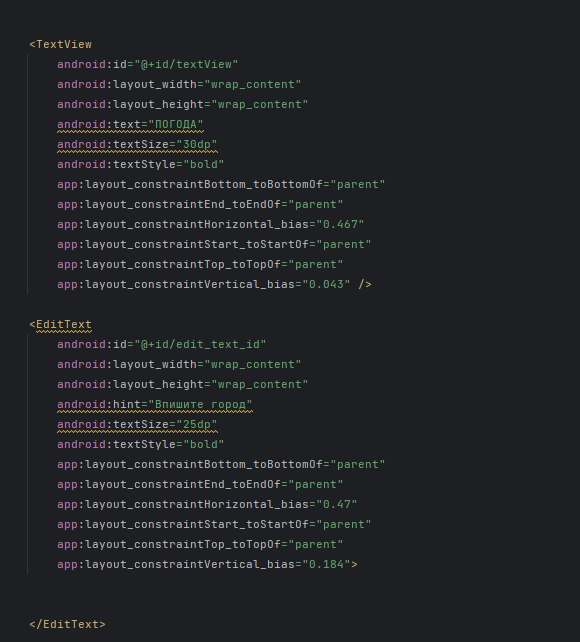 <TextView
android:id="@+id/textView"
android:layout_width="wrap_content"
android:layout_height="wrap_content"
android:text="ПОГОДА"
android:textSize="30dp"
android:textStyle="bold"
app:layout_constraintBottom_toBottomOf="parent"
app:layout_constraintEnd_toEndOf="parent"
app:layout_constraintHorizontal_bias="0.467"
app:layout_constraintStart_toStartOf="parent"
app:layout_constraintTop_toTopOf="parent"
app:layout_constraintVertical_bias="0.043" />
<EditText
android:id="@+id/edit_text_id"
android:layout_width="wrap_content"
android:layout_height="wrap_content"
android:hint="Впишите город"
android:textSize="25dp"
android:textStyle="bold"
app:layout_constraintBottom_toBottomOf="parent"
app:layout_constraintEnd_toEndOf="parent"
app:layout_constraintHorizontal_bias="0.47"
app:layout_constraintStart_toStartOf="parent"
app:layout_constraintTop_toTopOf="parent"
app:layout_constraintVertical_bias="0.184">
</EditText>